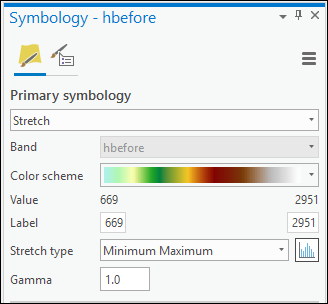 Symbology - hbefore
Primary symbology
Stretch
Band hbefore
Color scheme
Value 669 2951
Label 669 2951
Stretch type Minimum Maximum
Gamma 1.0